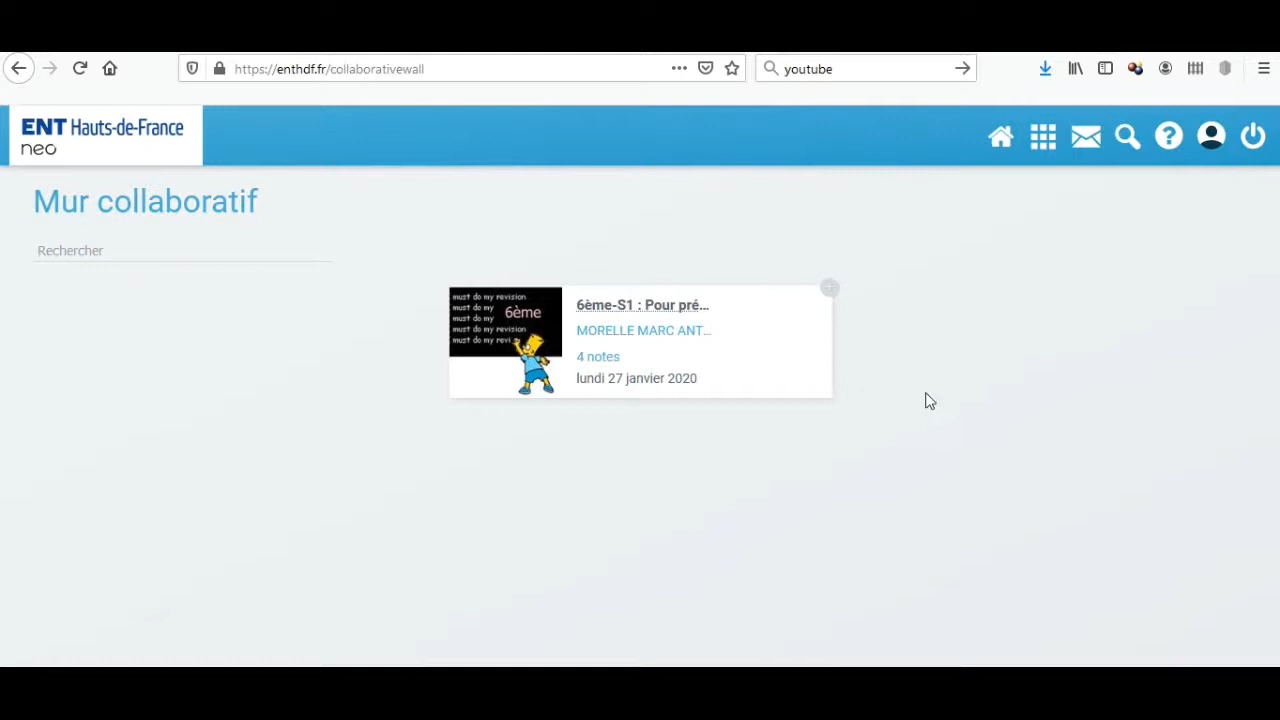 https://enthdf.fr/collaborativewall
youtube
ENT Hauts-de-France
neo
Mur collaboratif
Rechercher
must do my revision
must do my
must do my
must do my revision
must do my revi
6ème
6ème-S1 : Pour pré...
MORELLE MARC ANT...
4 notes
lundi 27 janvier 2020